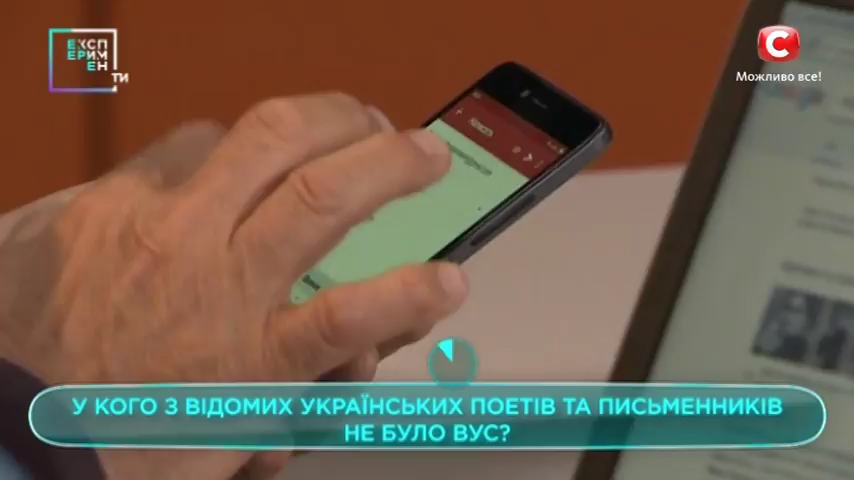 ЕКСП
ЕРИМ
ЕН
ТИ
С
Можливо все!
У КОГО З ВІДОМИХ УКРАЇНСЬКИХ ПОЕТІВ ТА ПИСЬМЕННИКІВ
НЕ БУЛО ВУС?